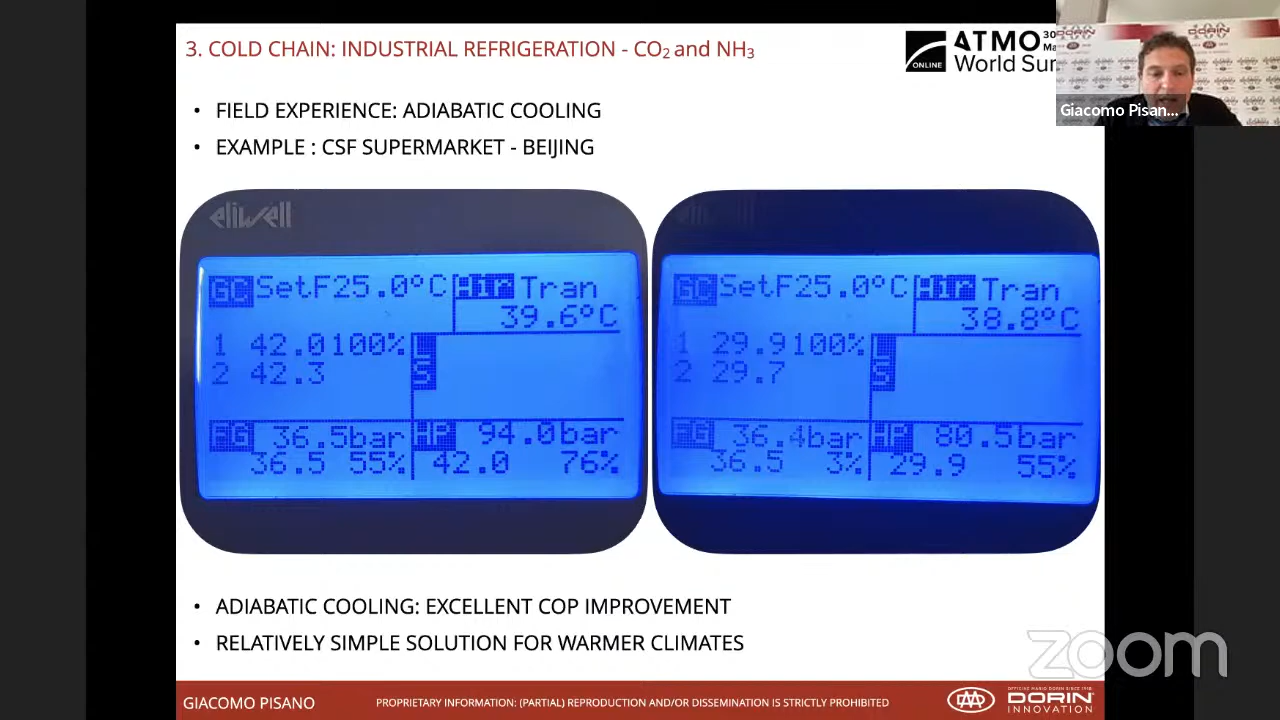 3. COLD CHAIN: INDUSTRIAL REFRIGERATION - CO2 and NH3
ATMO
ONLINE
World Sum
Giacomo Pisan...
• FIELD EXPERIENCE: ADIABATIC COOLING
• EXAMPLE : CSF SUPERMARKET - BEIJING
eliwell
GC SetF25.0°C Air Tran
39.6°C
1 42.0100%
2 42.3
LS
FG 36.5bar HP 94.0bar
36.5 55% 42.0 76%
GC SetF25.0°C Air Tran
38.8°C
1 29.9100%
2 29.7
LS
FG 36.4bar HP 80.5bar
36.5 3% 29.9 55%
• ADIABATIC COOLING: EXCELLENT COP IMPROVEMENT
• RELATIVELY SIMPLE SOLUTION FOR WARMER CLIMATES
zoom
GIACOMO PISANO
PROPRIETARY INFORMATION: (PARTIAL) REPRODUCTION AND/OR DISSEMINATION IS STRICTLY PROHIBITED
DORIN
INNOVATION